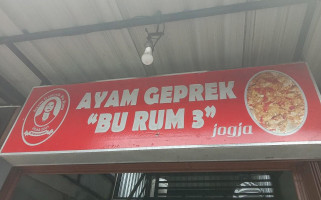 AYAM GEPREK
"BU RUM 3"
jogja